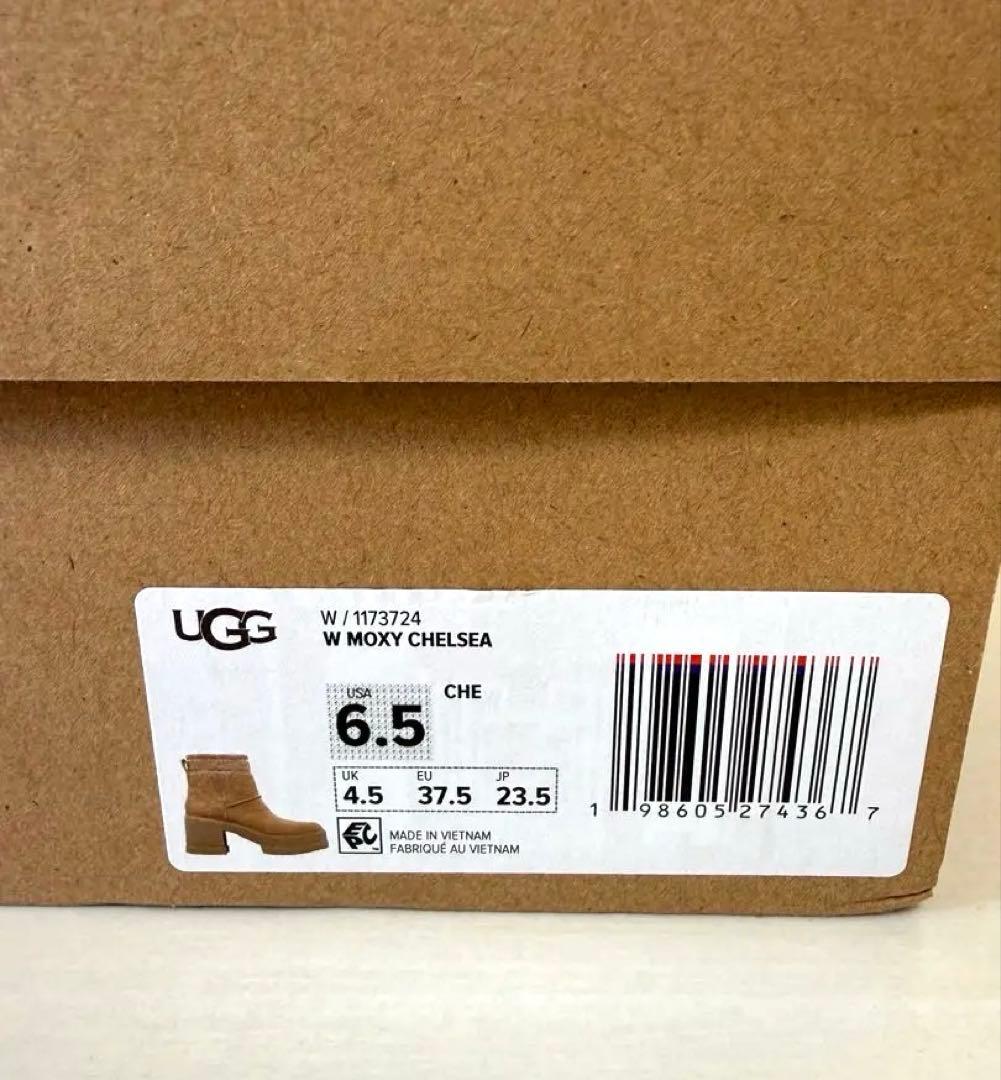 UGG
W / 1173724
W MOXY CHELSEA
USA
6.5
CHE
UK EU JP
4.5 37.5 23.5
EPC
MADE IN VIETNAM
FABRIQUÉ AU VIETNAM
1 98605 27436 7